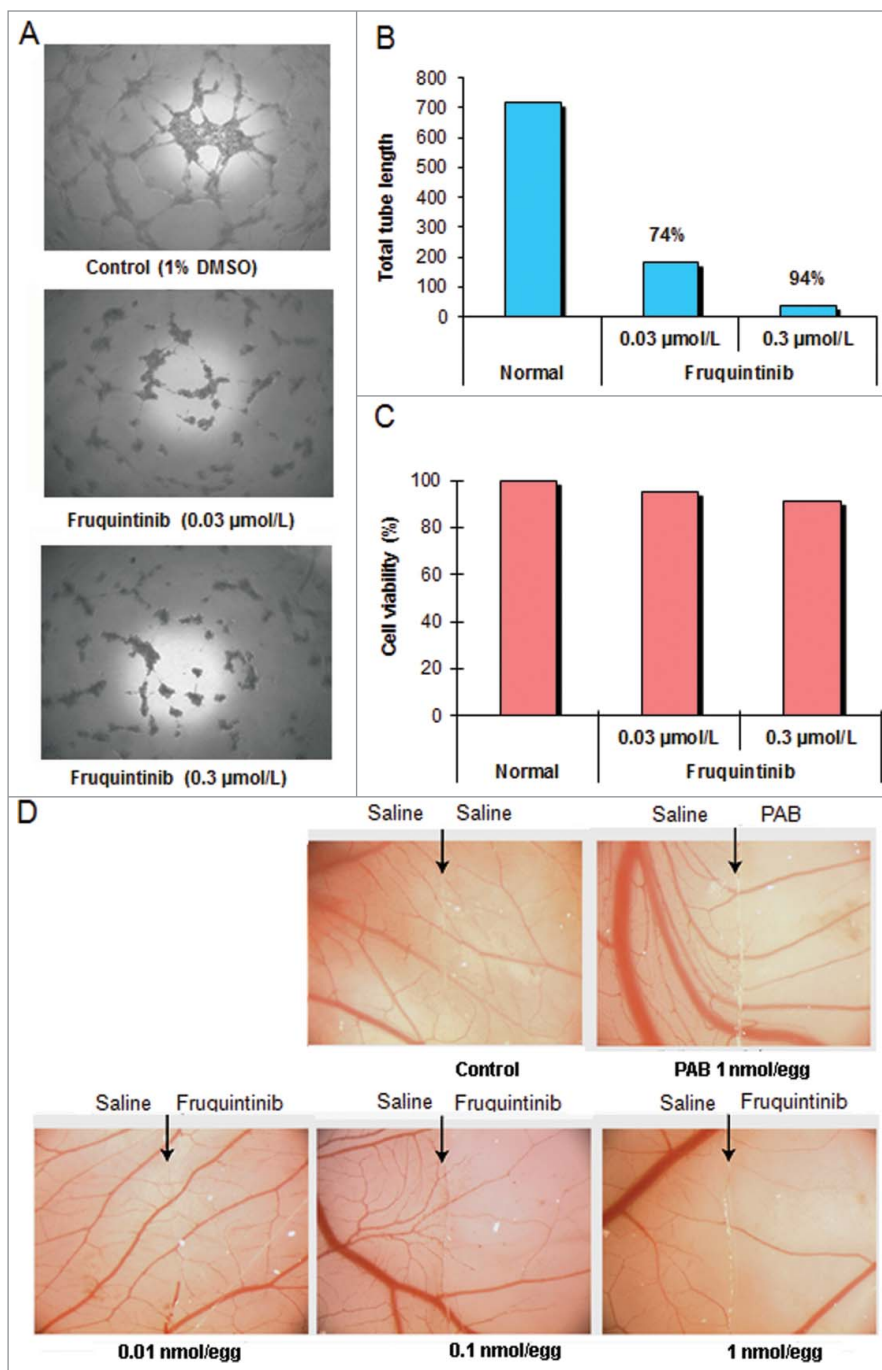 A
Control (1% DMSO)
Fruquintinib (0.03 µmol/L)
Fruquintinib (0.3 µmol/L)
B
Total tube length
800
700
600
500
400
300
200
100
0
74%
94%
0.03 µmol/L
0.3 µmol/L
Normal
Fruquintinib
C
Cell viability (%)
100
80
60
40
20
0
0.03 µmol/L
0.3 µmol/L
Normal
Fruquintinib
D
Saline Saline
Saline PAB
Control
PAB 1 nmol/egg
Saline Fruquintinib
Saline Fruquintinib
Saline Fruquintinib
0.01 nmol/egg
0.1 nmol/egg
1 nmol/egg